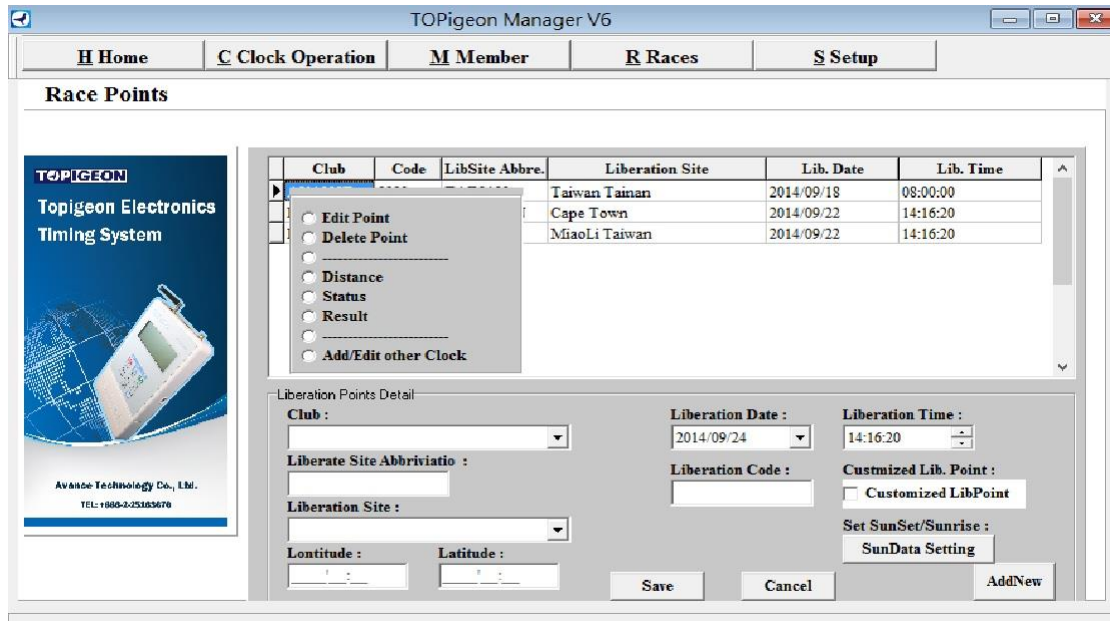 TOPigeon Manager V6
H Home C Clock Operation M Member R Races S Setup
Race Points
TOPIGEON
Topigeon Electronics
Timing System
Avance Technology Co., Ltd.
Club Code LibSite Abbre. Liberation Site Lib. Date Lib. Time
Taiwan Tainan 2014/09/18 08:00:00
Cape Town 2014/09/22 14:16:20
MiaoLi Taiwan 2014/09/22 14:16:20
Edit Point
Delete Point
--------------------------
Distance
Status
Result
--------------------------
Add/Edit other Clock
Liberation Points Detail
Club : Liberation Date : Liberation Time :
2014/09/24 14:16:20
Liberate Site Abbriviatio : Liberation Code : Custmized Lib. Point :
Customized LibPoint
Liberation Site :
Set SunSet/Sunrise :
SunData Setting
Lontitude : Latitude :
Save Cancel AddNew